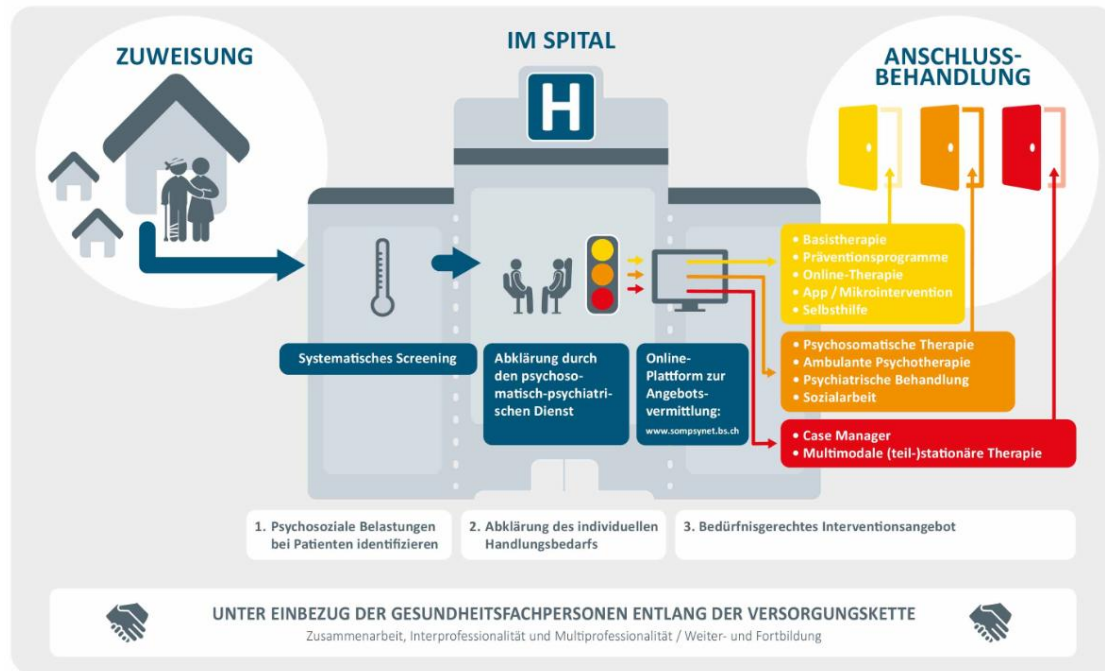 ZUWEISUNG
IM SPITAL
H
ANSCHLUSS-
BEHANDLUNG
• Basistherapie
• Präventionsprogramme
• Online-Therapie
• App / Mikrointervention
• Selbsthilfe
Systematisches Screening
Abklärung durch
den psychoso-
matisch-psychiatri-
schen Dienst
Online-
Plattform zur
Angebots-
vermittlung:
www.sompsynet.bs.ch
• Psychosomatische Therapie
• Ambulante Psychotherapie
• Psychiatrische Behandlung
• Sozialarbeit
• Case Manager
• Multimodale (teil-)stationäre Therapie
1. Psychosoziale Belastungen
bei Patienten identifizieren
2. Abklärung des individuellen
Handlungsbedarfs
3. Bedürfnisgerechtes Interventionsangebot
UNTER EINBEZUG DER GESUNDHEITSFACHPERSONEN ENTLANG DER VERSORGUNGSKETTE
Zusammenarbeit, Interprofessionalität und Multiprofessionalität / Weiter- und Fortbildung